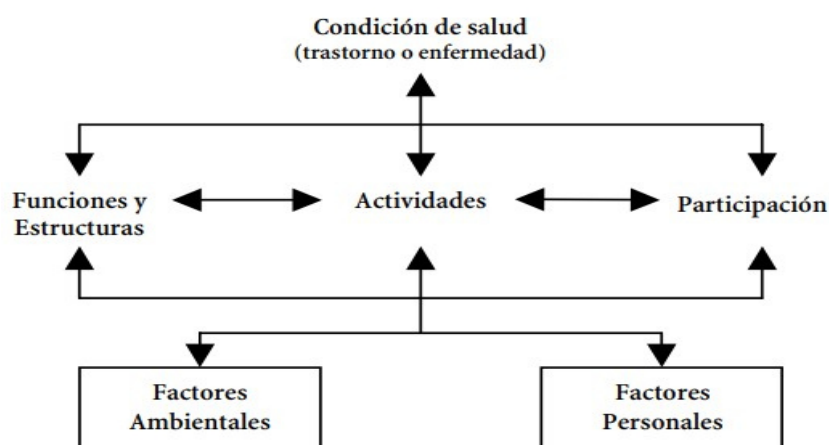 Condición de salud
(trastorno o enfermedad)
Funciones y
Estructuras
Actividades
Participación
Factores
Ambientales
Factores
Personales